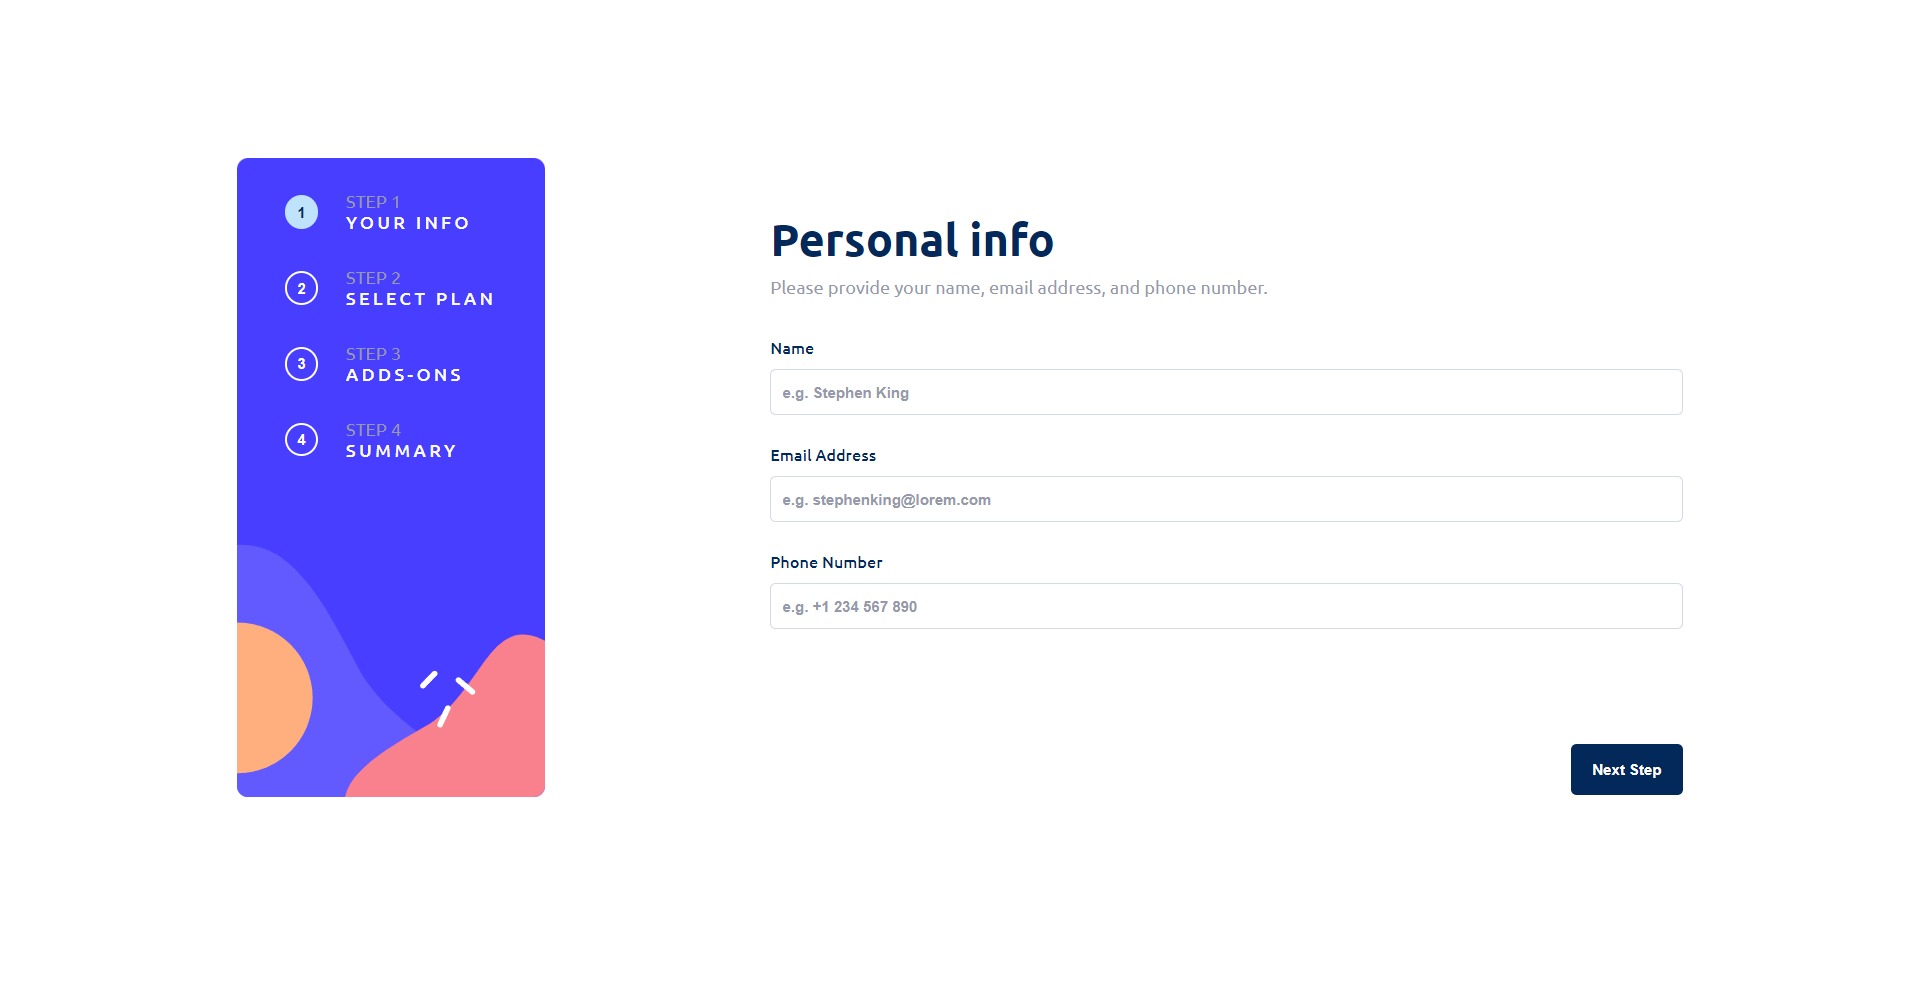 1
STEP 1
YOUR INFO
2
STEP 2
SELECT PLAN
3
STEP 3
ADDS-ONS
4
STEP 4
SUMMARY
Personal info
Please provide your name, email address, and phone number.
Name
e.g. Stephen King
Email Address
e.g. stephenking@lorem.com
Phone Number
e.g. +1 234 567 890
Next Step